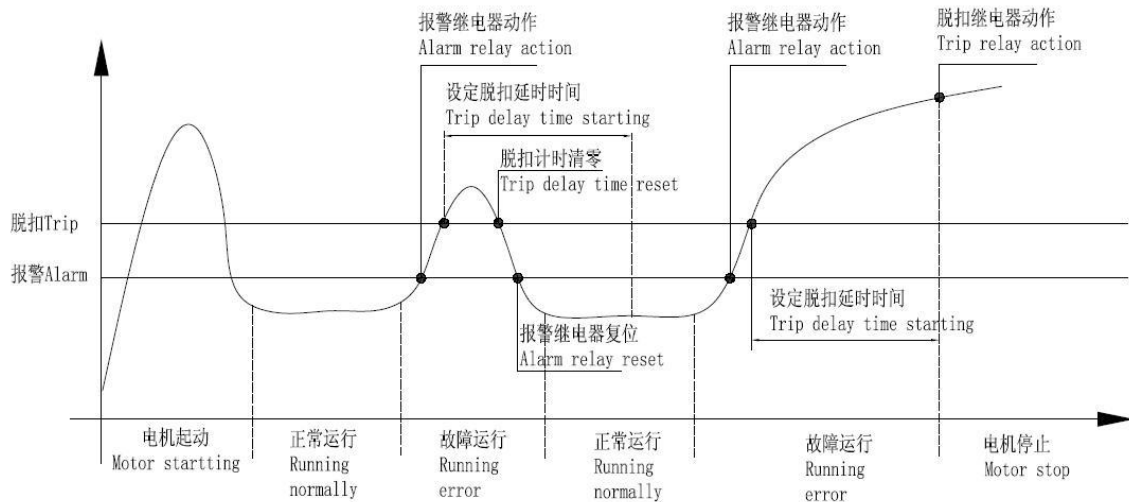 报警继电器动作
Alarm relay action
报警继电器动作
Alarm relay action
脱扣继电器动作
Trip relay action
设定脱扣延时时间
Trip delay time starting
脱扣计时清零
Trip delay time reset
脱扣Trip
报警Alarm
设定脱扣延时时间
Trip delay time starting
报警继电器复位
Alarm relay reset
电机起动
Motor startting
正常运行
Running
normally
故障运行
Running
error
正常运行
Running
normally
故障运行
Running
error
电机停止
Motor stop